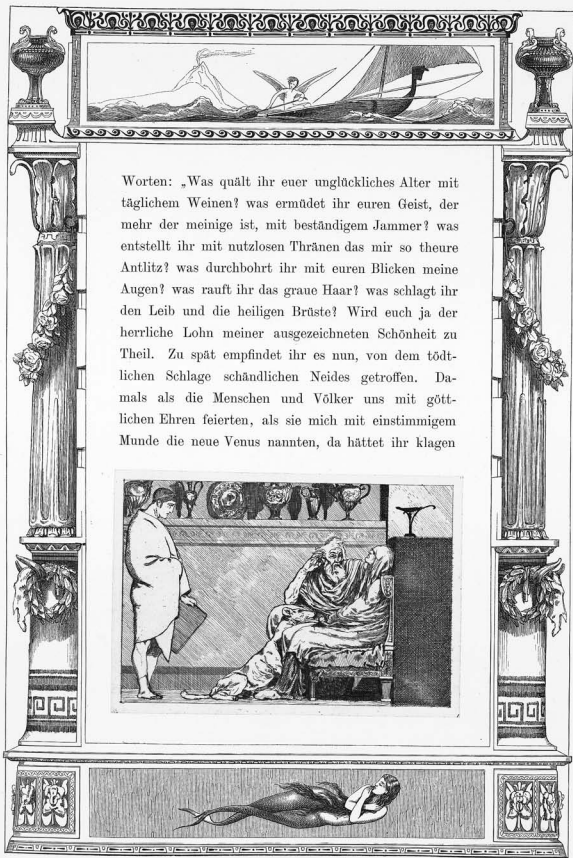 Worten: „Was quält ihr euer unglückliches Alter mit
täglichem Weinen? was ermüdet ihr euren Geist, der
mehr der meinige ist, mit beständigem Jammer? was
entstellt ihr mit nutzlosen Thränen das mir so theure
Antlitz? was durchbohrt ihr mit euren Blicken meine
Augen? was rauft ihr das graue Haar? was schlagt ihr
den Leib und die heiligen Brüste? Wird euch ja der
herrliche Lohn meiner ausgezeichneten Schönheit zu
Theil. Zu spät empfindet ihr es nun, von dem tödt-
lichen Schlage schändlichen Neides getroffen. Da-
mals als die Menschen und Völker uns mit gött-
lichen Ehren feierten, als sie mich mit einstimmigem
Munde die neue Venus nannten, da hättet ihr klagen